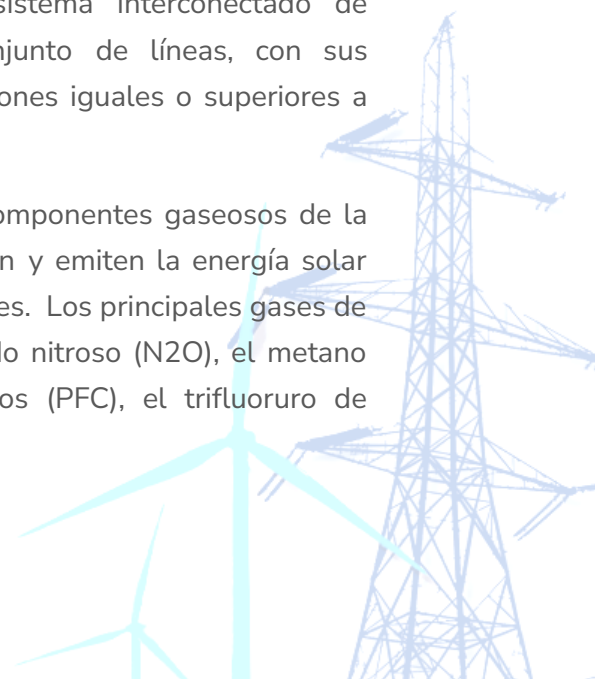 sistema interconectado de
njunto de líneas, con sus
ones iguales o superiores a
omponentes gaseosos de la
n y emiten la energía solar
es. Los principales gases de
do nitroso (N2O), el metano
os (PFC), el trifluoruro de